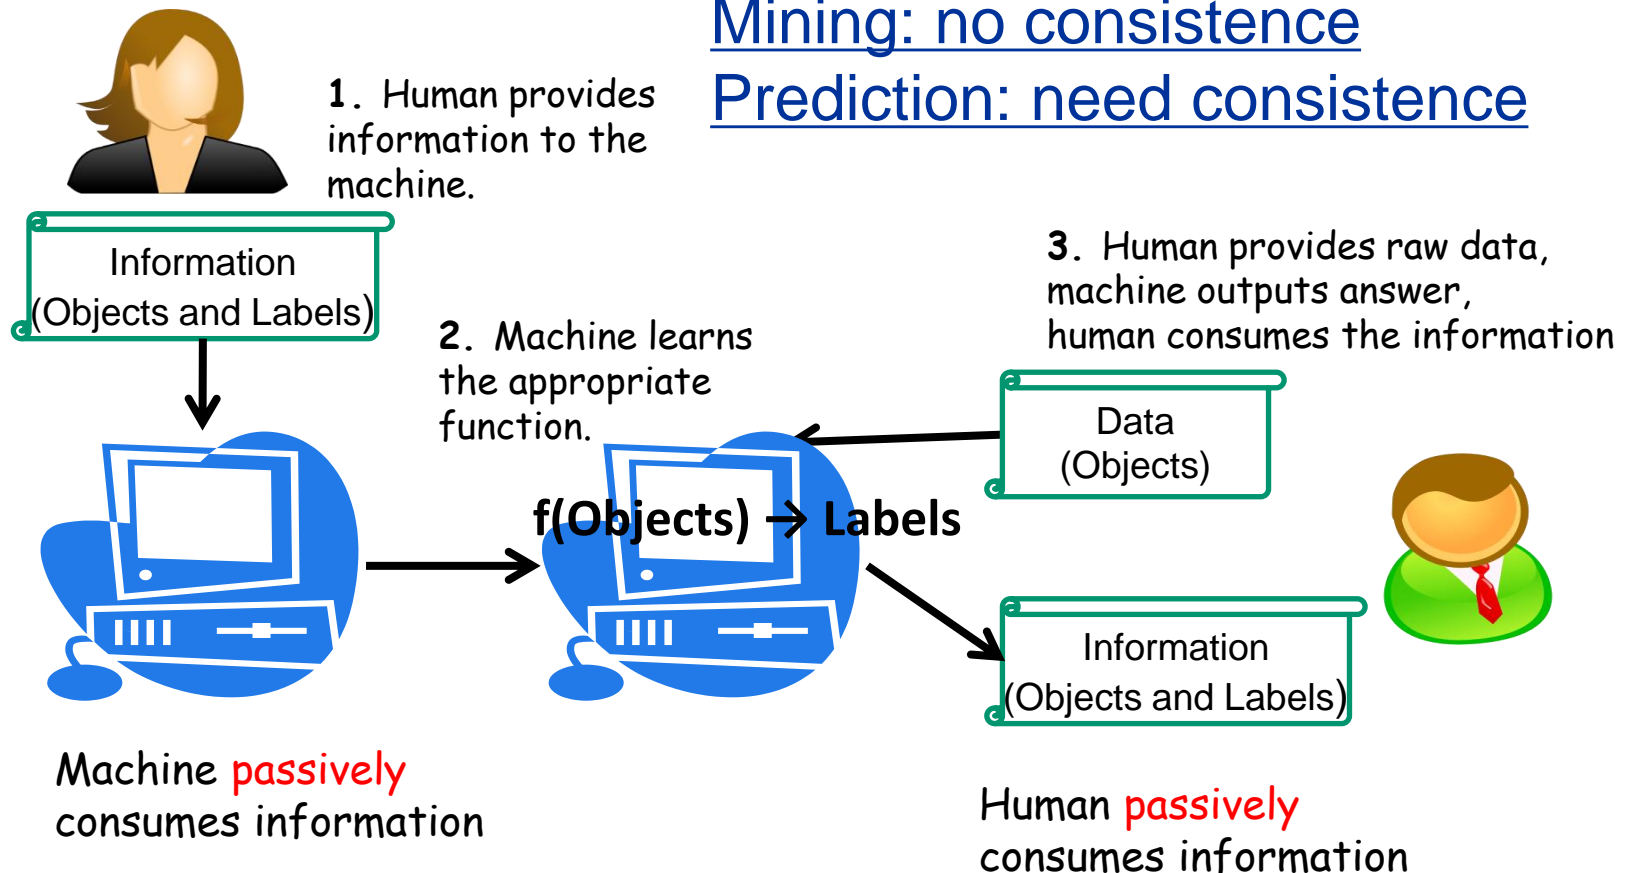 Mining: no consistence
Prediction: need consistence
1. Human provides
information to the
machine.
Information
(Objects and Labels)
2. Machine learns
the appropriate
function.
3. Human provides raw data,
machine outputs answer,
human consumes the information
Data
(Objects)
f(Objects) → Labels
Information
(Objects and Labels)
Machine passively
consumes information
Human passively
consumes information